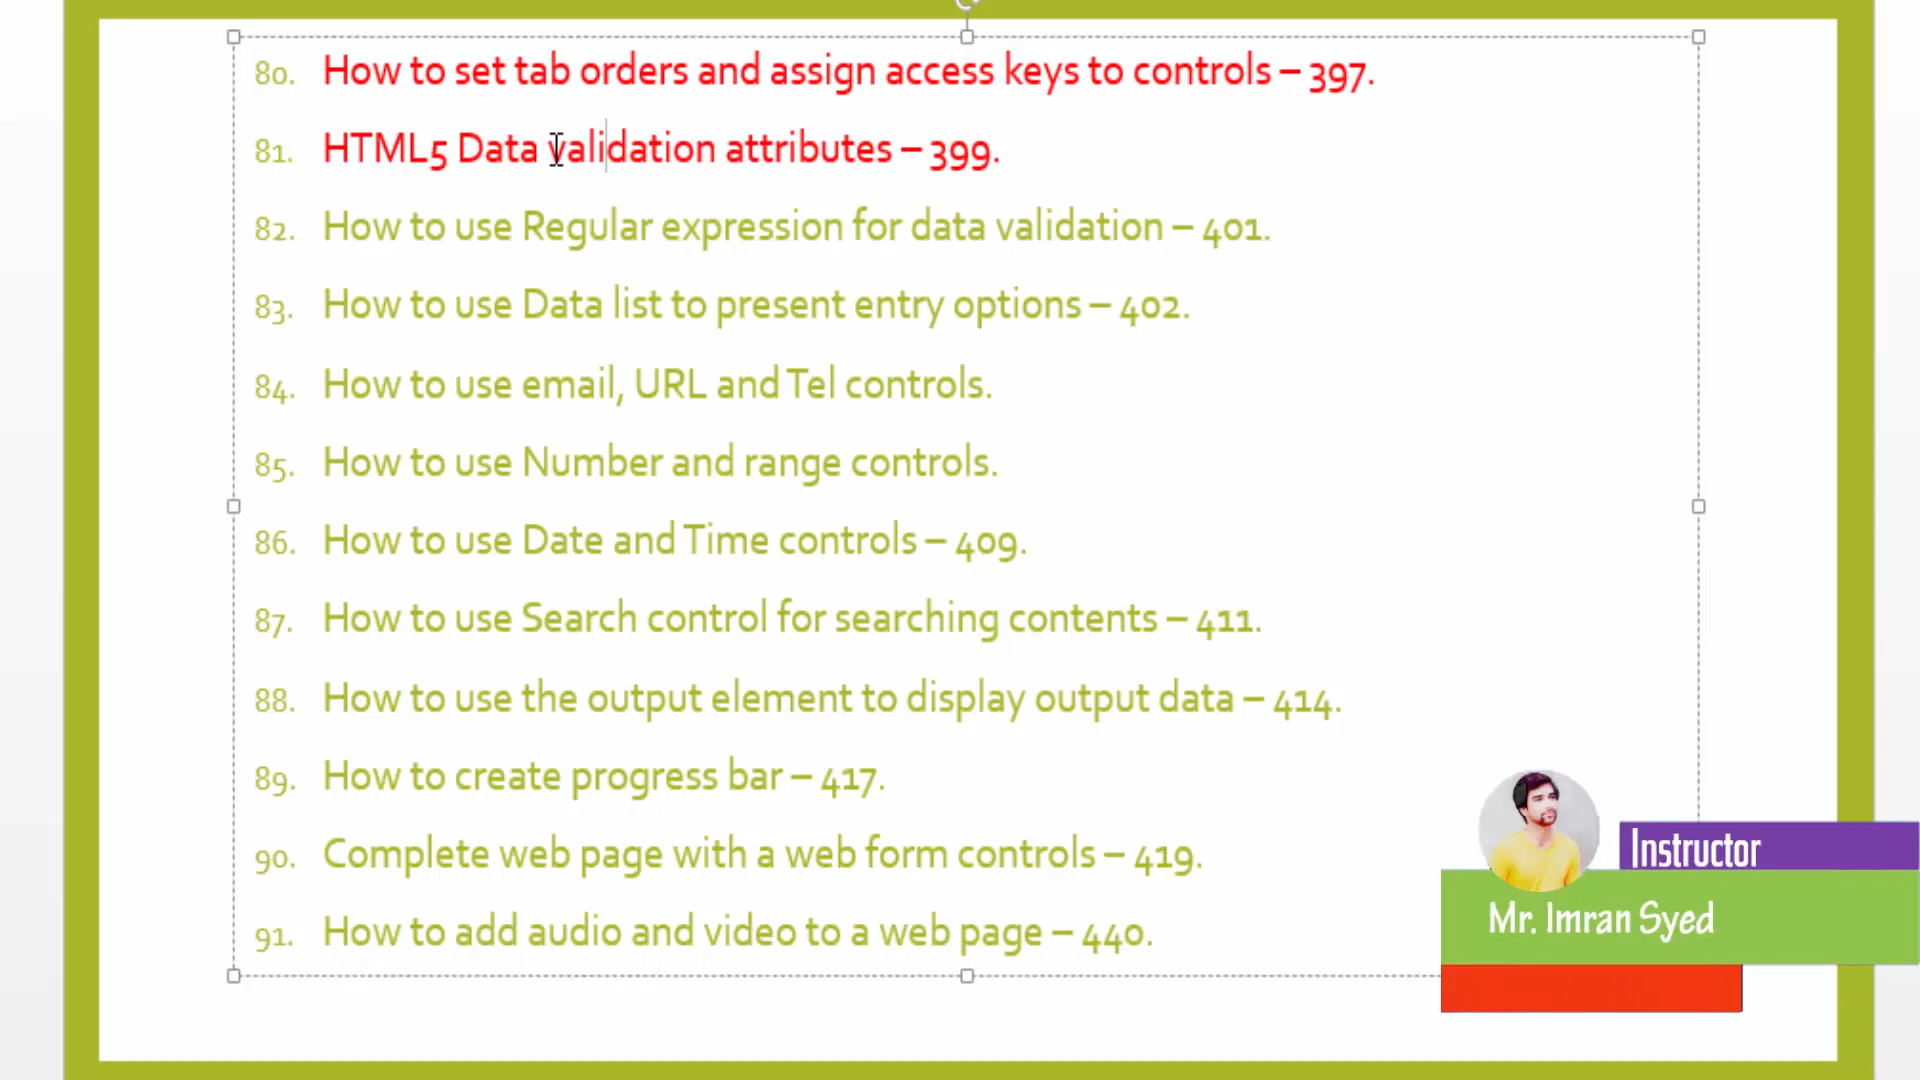 80. How to set tab orders and assign access keys to controls – 397.
81. HTML5 Data validation attributes – 399.
82. How to use Regular expression for data validation – 401.
83. How to use Data list to present entry options – 402.
84. How to use email, URL and Tel controls.
85. How to use Number and range controls.
86. How to use Date and Time controls – 409.
87. How to use Search control for searching contents – 411.
88. How to use the output element to display output data – 414.
89. How to create progress bar – 417.
90. Complete web page with a web form controls – 419.
91. How to add audio and video to a web page – 440.
Instructor
Mr. Imran Syed